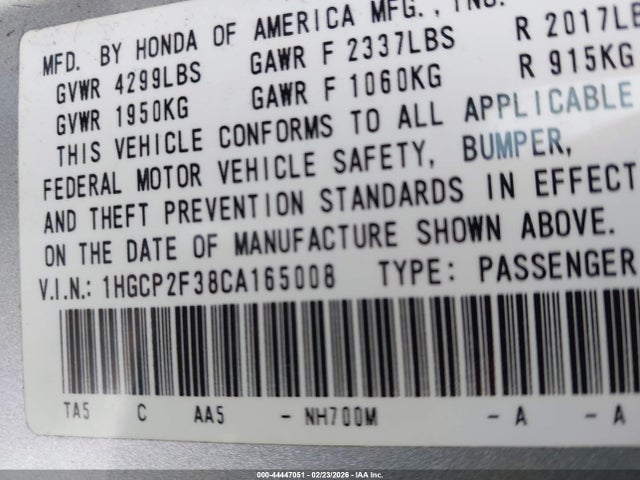 MFD. BY HONDA OF AMERICA MFG., INC.
GVWR 4299LBS GAWR F 2337LBS R 2017LB
GVWR 1950KG GAWR F 1060KG R 915KG
THIS VEHICLE CONFORMS TO ALL APPLICABLE
FEDERAL MOTOR VEHICLE SAFETY, BUMPER,
AND THEFT PREVENTION STANDARDS IN EFFECT
ON THE DATE OF MANUFACTURE SHOWN ABOVE.
V.I.N.: 1HGCP2F38CA165008 TYPE: PASSENGER
TA5 C AA5 - NH700M - A - A
000-44447051 - 02/23/2026 - IAAI Inc.